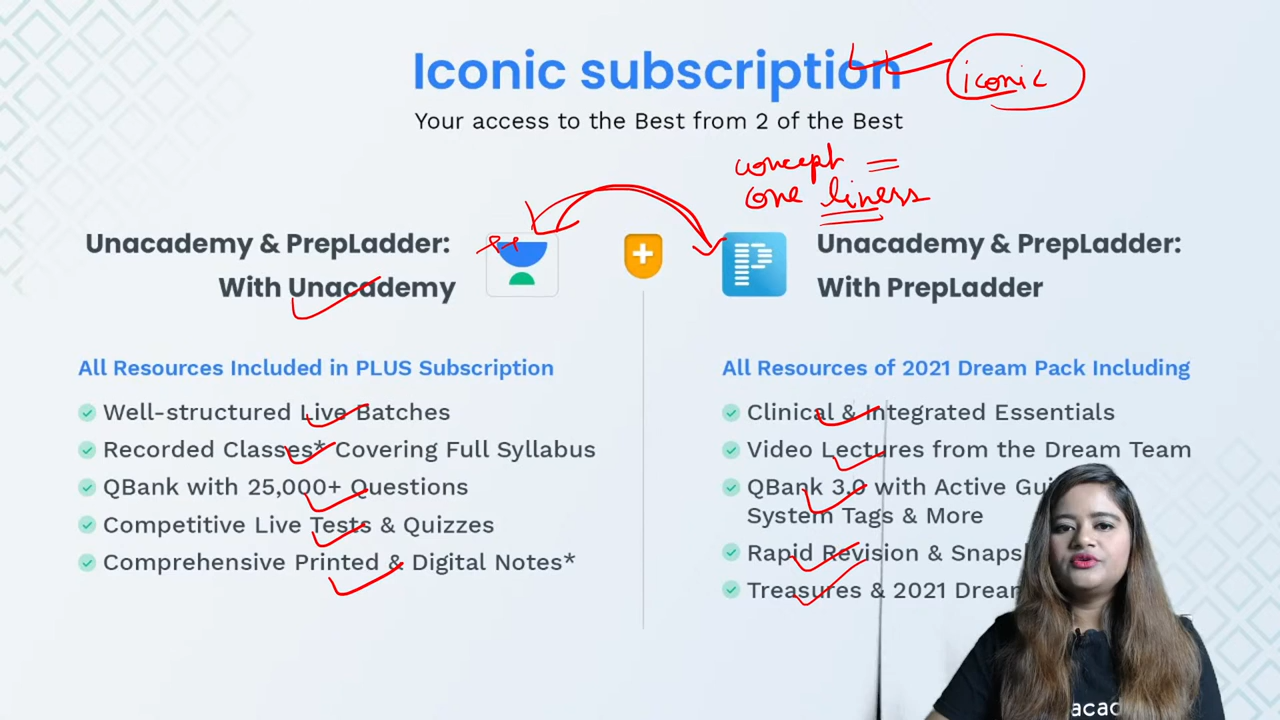 Iconic subscription
iconic
Your access to the Best from 2 of the Best
concept =
one liness
Unacademy & PrepLadder:
With Unacademy
Unacademy & PrepLadder:
With PrepLadder
All Resources Included in PLUS Subscription
Well-structured Live Batches
Recorded Classes* Covering Full Syllabus
QBank with 25,000+ Questions
Competitive Live Tests & Quizzes
Comprehensive Printed & Digital Notes*
All Resources of 2021 Dream Pack Including
Clinical & Integrated Essentials
Video Lectures from the Dream Team
QBank 3.0 with Active
System Tags & More
Rapid Revision &
Treasures & 2021